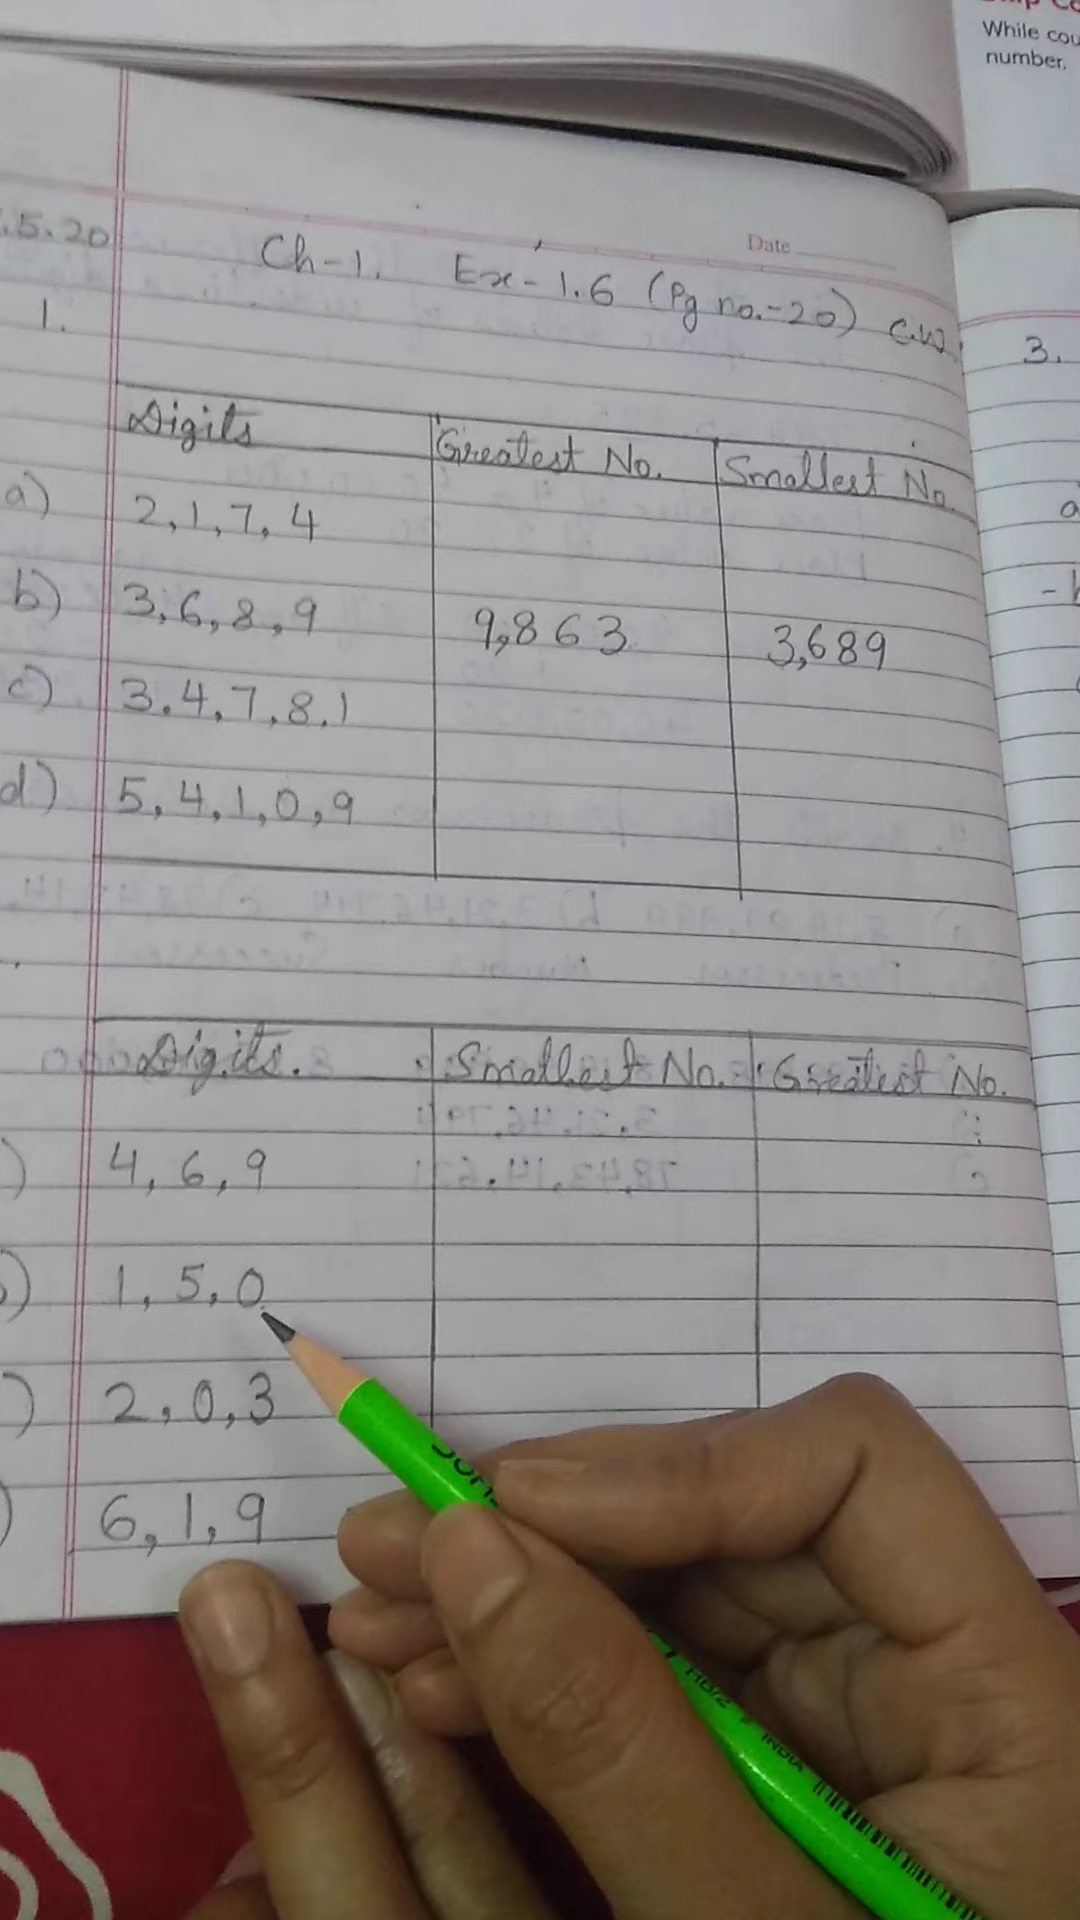 While cou
number.
.5.20
Date
Ch-1. Ex-1.6 (Pg no.-20) C.W.
1.
3.
Digits Greatest No. Smallest No.
a) 2,1,7,4
b) 3,6,8,9 9,863 3,689
c) 3,4,7,8,1
d) 5,4,1,0,9
Digits. Smallest No. Greatest No.
) 4,6,9
) 1,5,0
) 2,0,3
) 6,1,9
HB/2
INDIA